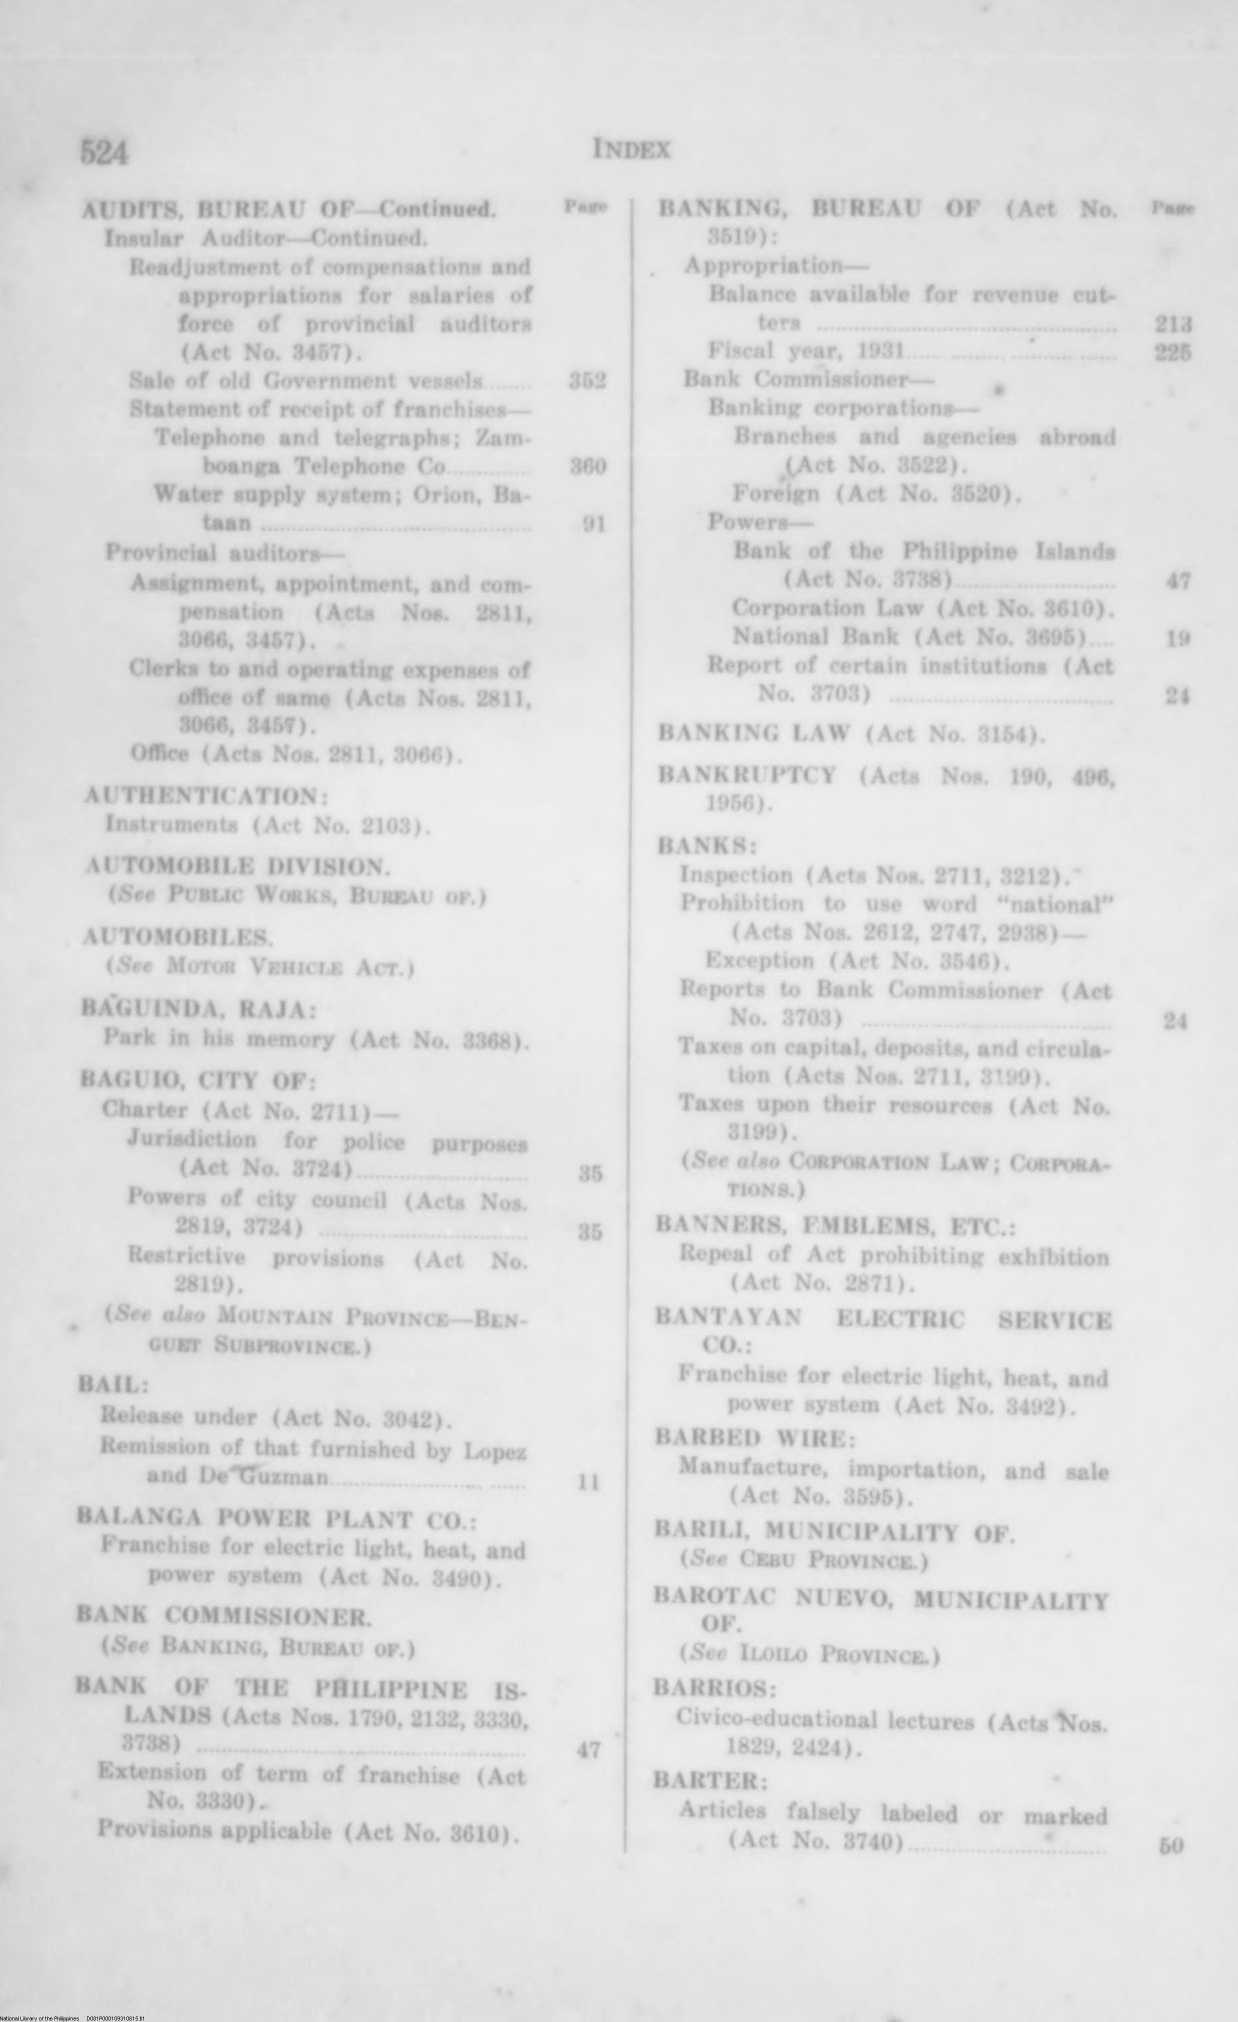 524
INDEX
AUDITS, BUREAU OF—Continued.
Page
Insular Auditor—Continued.
Readjustment of compensations and
appropriations for salaries of
force of provincial auditors
(Act No. 3457).
Sale of old Government vessels........ 352
Statement of receipt of franchises—
Telephone and telegraphs; Zam-
boanga Telephone Co.............. 360
Water supply system; Orion, Ba-
taan ........................................ 91
Provincial auditors—
Assignment, appointment, and com-
pensation (Acts Nos. 2811,
3066, 3457).
Clerks to and operating expenses of
office of same (Acts Nos. 2811,
3066, 3457).
Office (Acts Nos. 2811, 3066).
AUTHENTICATION:
Instruments (Act No. 2103).
AUTOMOBILE DIVISION.
(See PUBLIC WORKS, BUREAU OF.)
AUTOMOBILES.
(See MOTOR VEHICLE ACT.)
BAGUINDA, RAJA:
Park in his memory (Act No. 3368).
BAGUIO, CITY OF:
Charter (Act No. 2711)—
Jurisdiction for police purposes
(Act No. 3724)......................... 35
Powers of city council (Acts Nos.
2819, 3724) .............................. 35
Restrictive provisions (Act No.
2819).
(See also MOUNTAIN PROVINCE—BEN-
GUET SUBPROVINCE.)
BAIL:
Release under (Act No. 3042).
Remission of that furnished by Lopez
and De Guzman............................ 11
BALANGA POWER PLANT CO.:
Franchise for electric light, heat, and
power system (Act No. 3490).
BANK COMMISSIONER.
(See BANKING, BUREAU OF.)
BANK OF THE PHILIPPINE IS-
LANDS (Acts Nos. 1790, 2132, 3330,
3738) ................................................ 47
Extension of term of franchise (Act
No. 3330).
Provisions applicable (Act No. 3610).
BANKING, BUREAU OF (Act No.
Page
3519):
Appropriation—
Balance available for revenue cut-
ters ............................................ 213
Fiscal year, 1931............................ 225
Bank Commissioner—
Banking corporations—
Branches and agencies abroad
(Act No. 3522).
Foreign (Act No. 3520).
Powers—
Bank of the Philippine Islands
(Act No. 3738)........................ 47
Corporation Law (Act No. 3610).
National Bank (Act No. 3695).... 19
Report of certain institutions (Act
No. 3703) ................................ 24
BANKING LAW (Act No. 3154).
BANKRUPTCY (Acts Nos. 190, 496,
1956).
BANKS:
Inspection (Acts Nos. 2711, 3212).
Prohibition to use word "national"
(Acts Nos. 2612, 2747, 2938)—
Exception (Act No. 3546).
Reports to Bank Commissioner (Act
No. 3703) .................................... 24
Taxes on capital, deposits, and circula-
tion (Acts Nos. 2711, 3199).
Taxes upon their resources (Act No.
3199).
(See also CORPORATION LAW; CORPORA-
TIONS.)
BANNERS, EMBLEMS, ETC.:
Repeal of Act prohibiting exhibition
(Act No. 2871).
BANTAYAN ELECTRIC SERVICE
CO.:
Franchise for electric light, heat, and
power system (Act No. 3492).
BARBED WIRE:
Manufacture, importation, and sale
(Act No. 3595).
BARILI, MUNICIPALITY OF.
(See CEBU PROVINCE.)
BAROTAC NUEVO, MUNICIPALITY
OF.
(See ILOILO PROVINCE.)
BARRIOS:
Civico-educational lectures (Acts Nos.
1829, 2424).
BARTER:
Articles falsely labeled or marked
(Act No. 3740)............................. 50
National Library of the Philippines